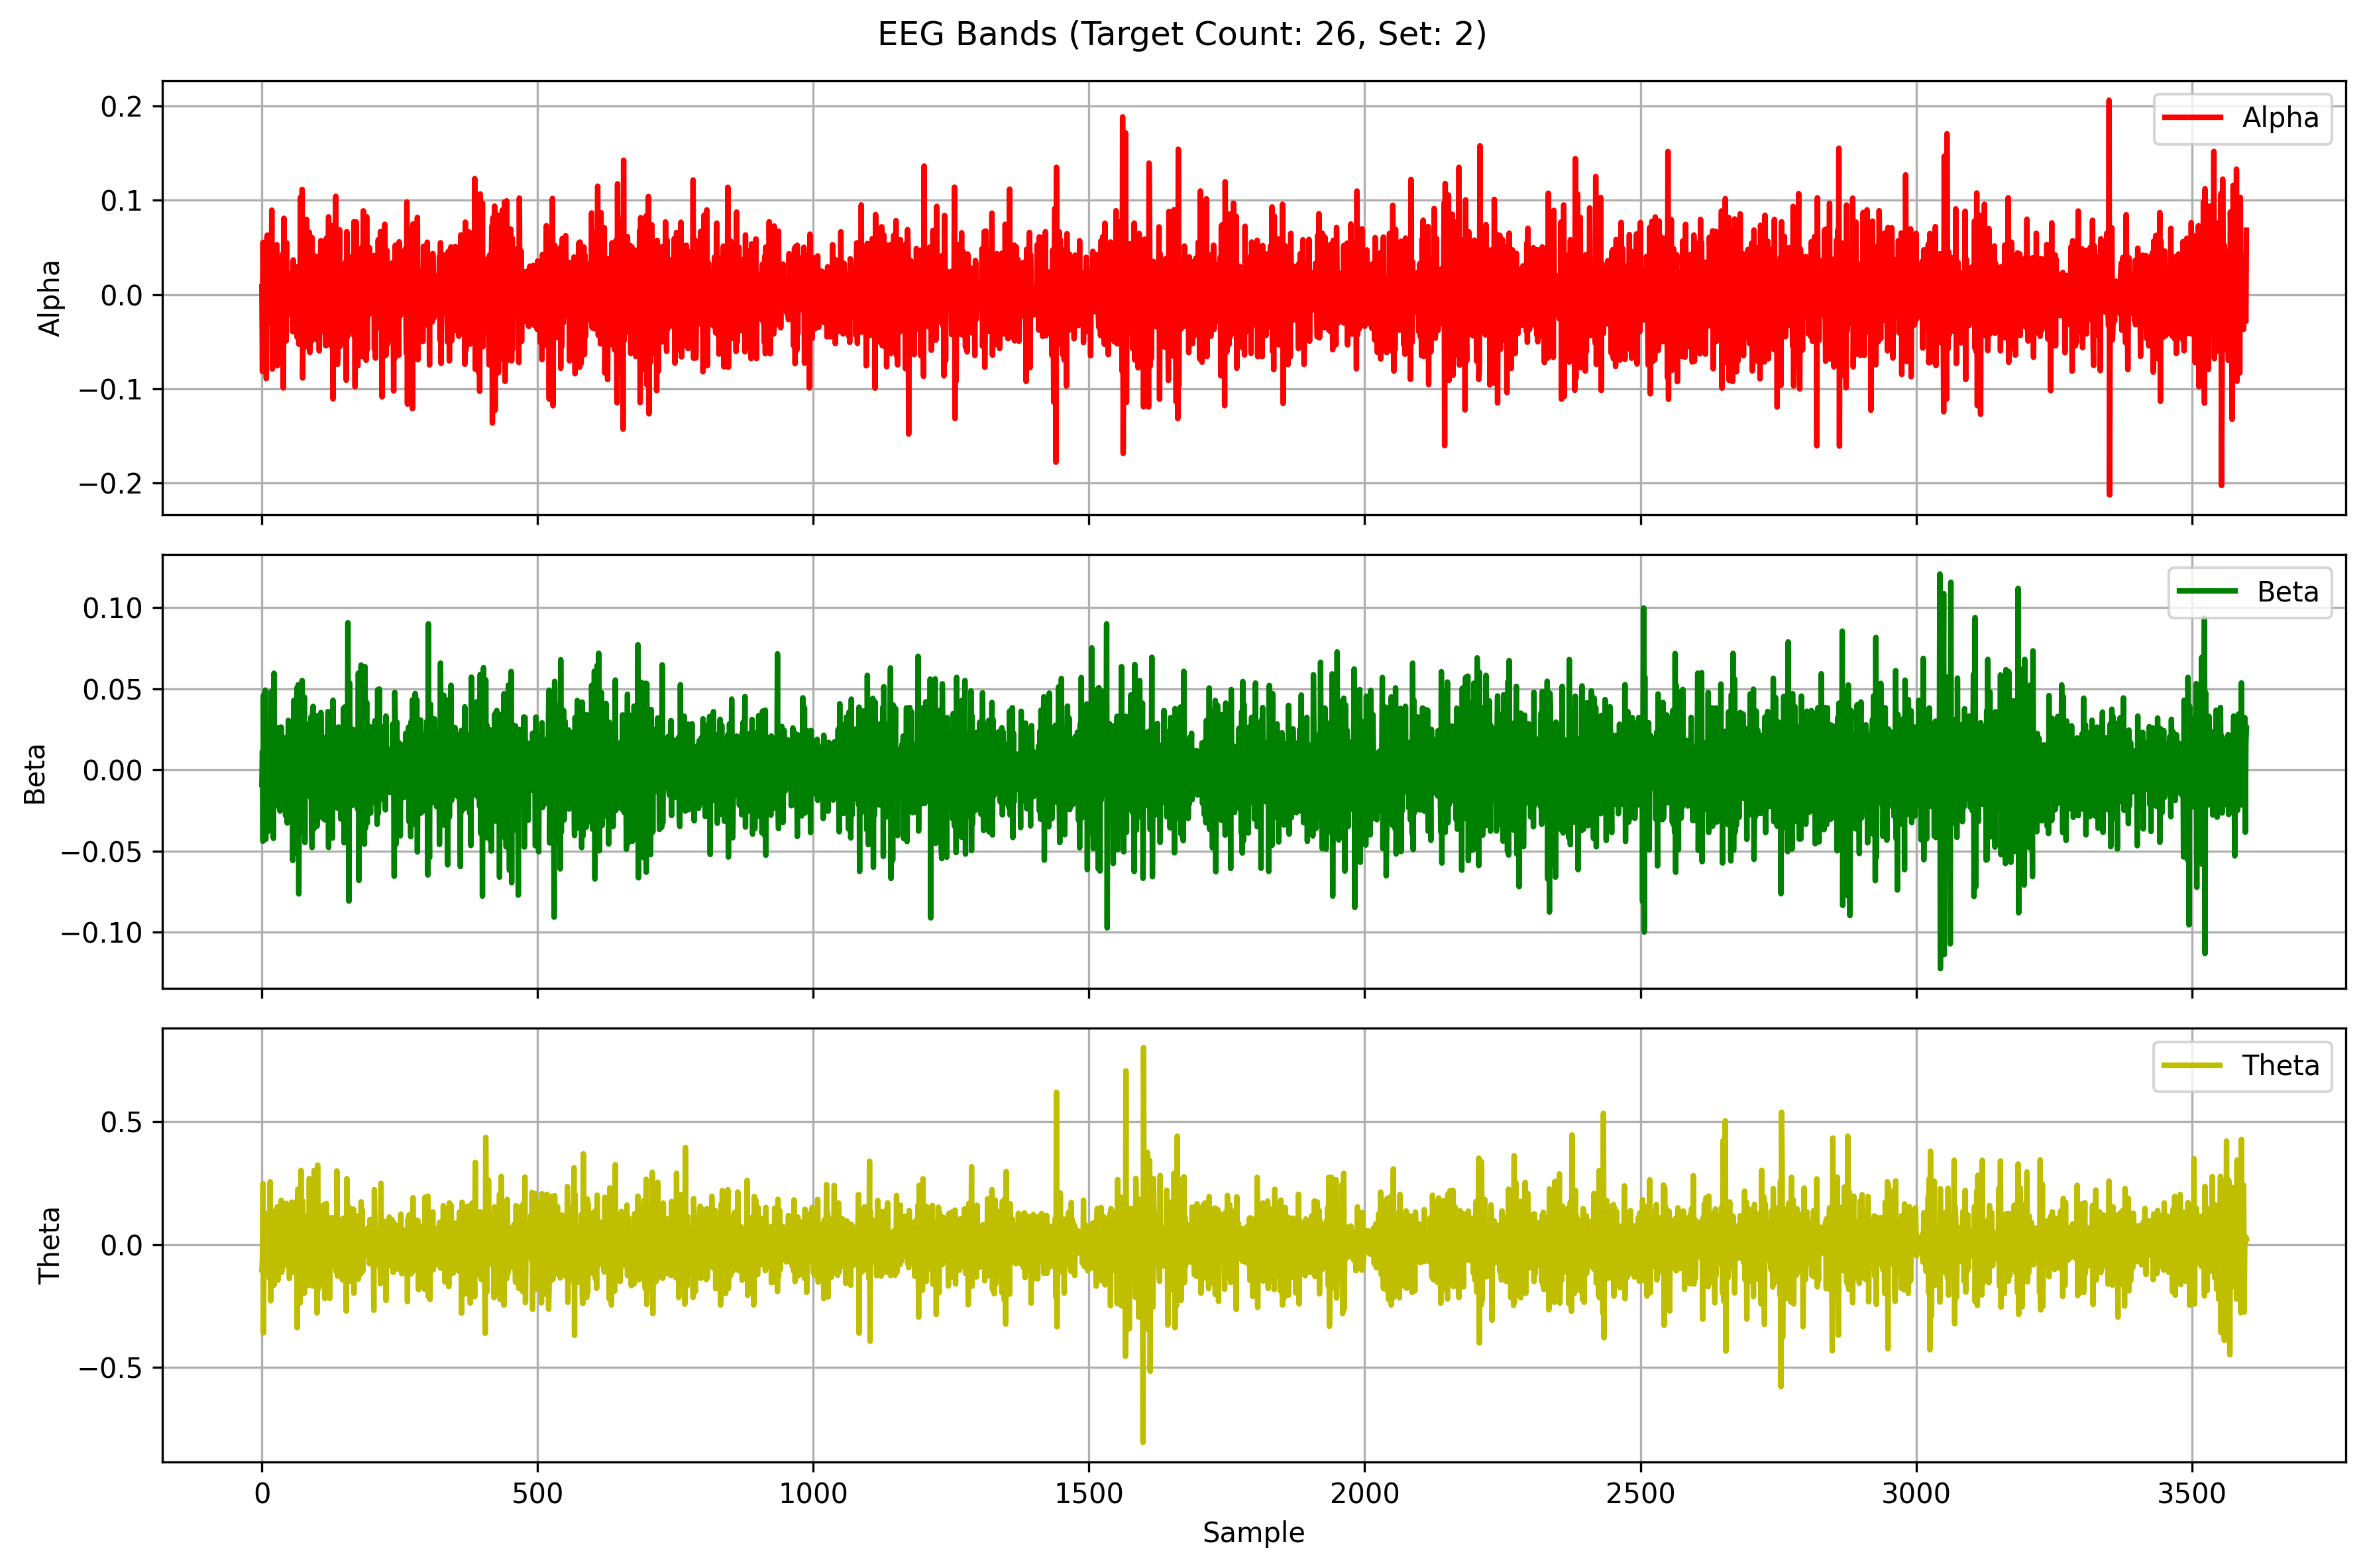 EEG Bands (Target Count: 26, Set: 2)
0.2
0.1
0.0
−0.1
−0.2
Alpha
Alpha
0.10
0.05
0.00
−0.05
−0.10
Beta
Beta
0.5
0.0
−0.5
Theta
Theta
0 500 1000 1500 2000 2500 3000 3500
Sample